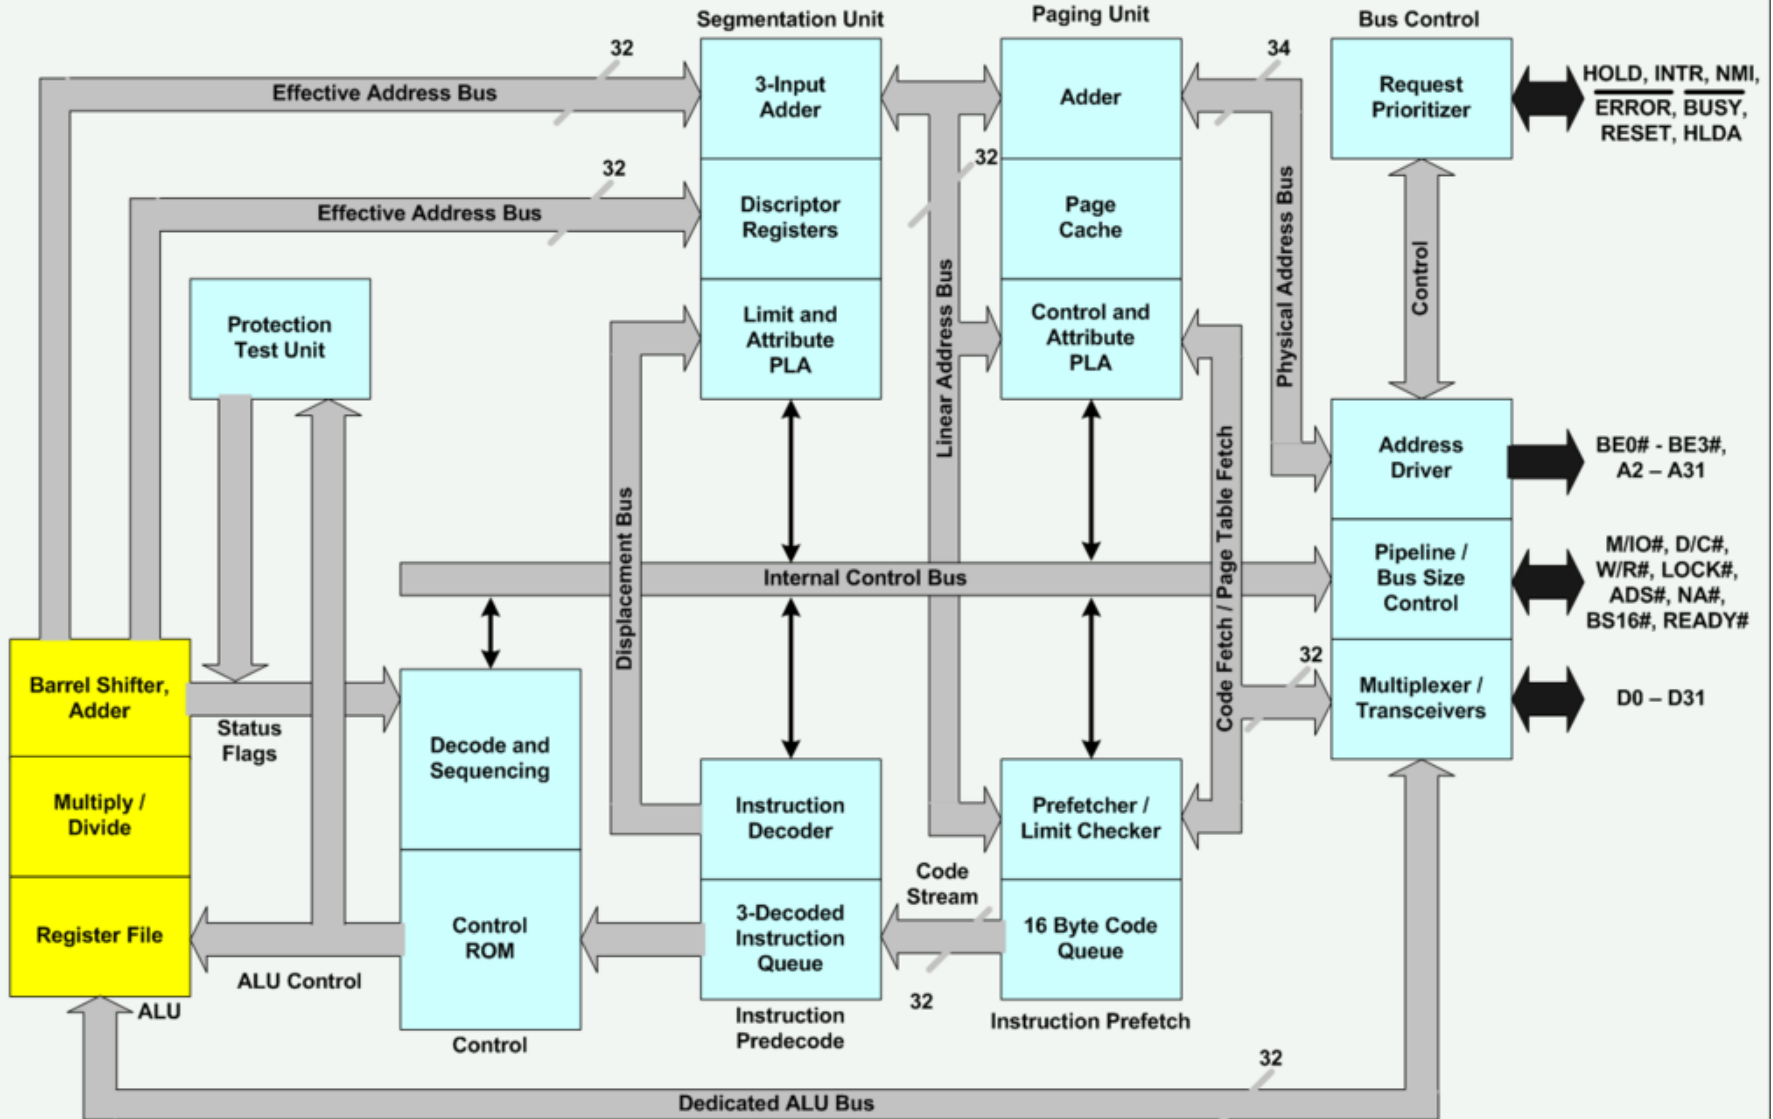 Segmentation Unit
Paging Unit
Bus Control
32
Effective Address Bus
3-Input
Adder
Adder
34
Request
Prioritizer
HOLD, INTR, NMI,
ERROR, BUSY,
RESET, HLDA
32
Effective Address Bus
Discriptor
Registers
32
Page
Cache
Physical Address Bus
Control
Protection
Test Unit
Limit and
Attribute
PLA
Linear Address Bus
Control and
Attribute
PLA
Address
Driver
BE0# - BE3#,
A2 – A31
Displacement Bus
Code Fetch / Page Table Fetch
Internal Control Bus
Pipeline /
Bus Size
Control
M/IO#, D/C#,
W/R#, LOCK#,
ADS#, NA#,
BS16#, READY#
Barrel Shifter,
Adder
Status
Flags
Decode and
Sequencing
32
Multiplexer /
Transceivers
D0 – D31
Multiply /
Divide
Instruction
Decoder
Prefetcher /
Limit Checker
Code
Stream
Register File
ALU Control
Control
ROM
3-Decoded
Instruction
Queue
32
16 Byte Code
Queue
ALU
Control
Instruction
Predecode
Instruction Prefetch
32
Dedicated ALU Bus